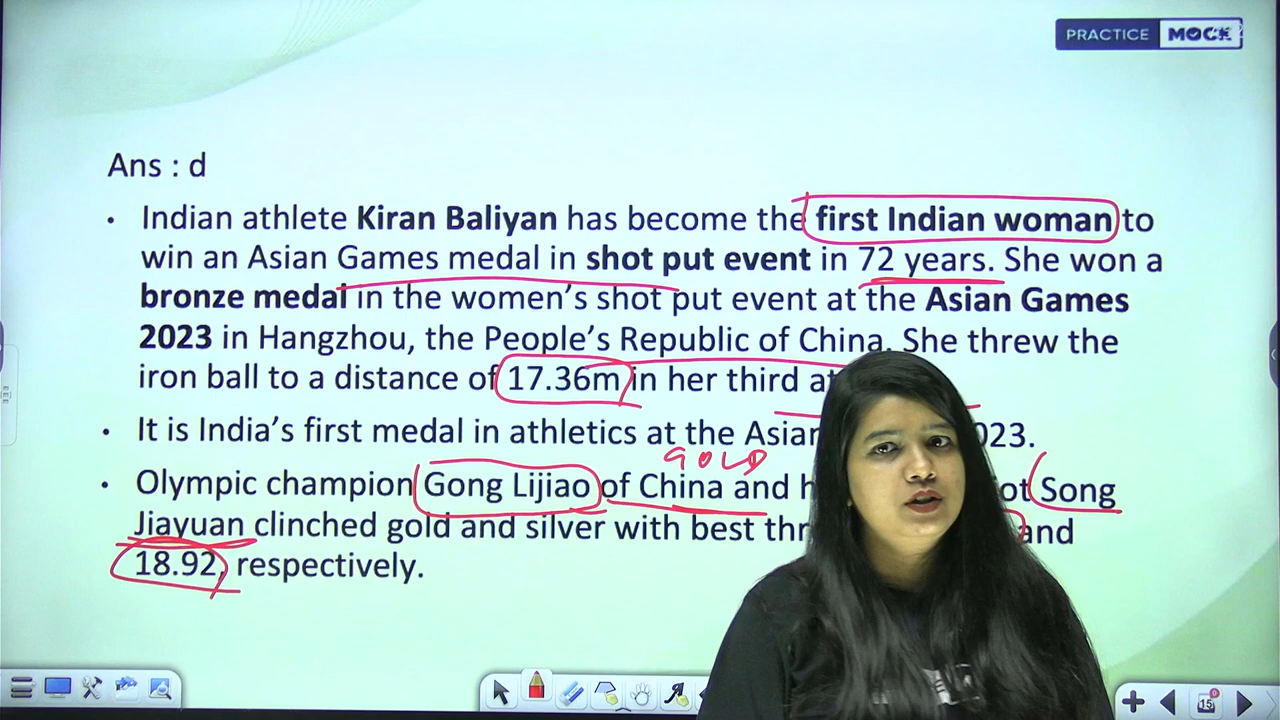 PRACTICE MOCK
Ans : d
• Indian athlete Kiran Baliyan has become the first Indian woman to
win an Asian Games medal in shot put event in 72 years. She won a
bronze medal in the women's shot put event at the Asian Games
2023 in Hangzhou, the People's Republic of China. She threw the
iron ball to a distance of 17.36m in her third
• It is India's first medal in athletics at the Asian 023.
GOLD
• Olympic champion Gong Lijiao of China and Song
Jiayuan clinched gold and silver with best and
18.92, respectively.
15